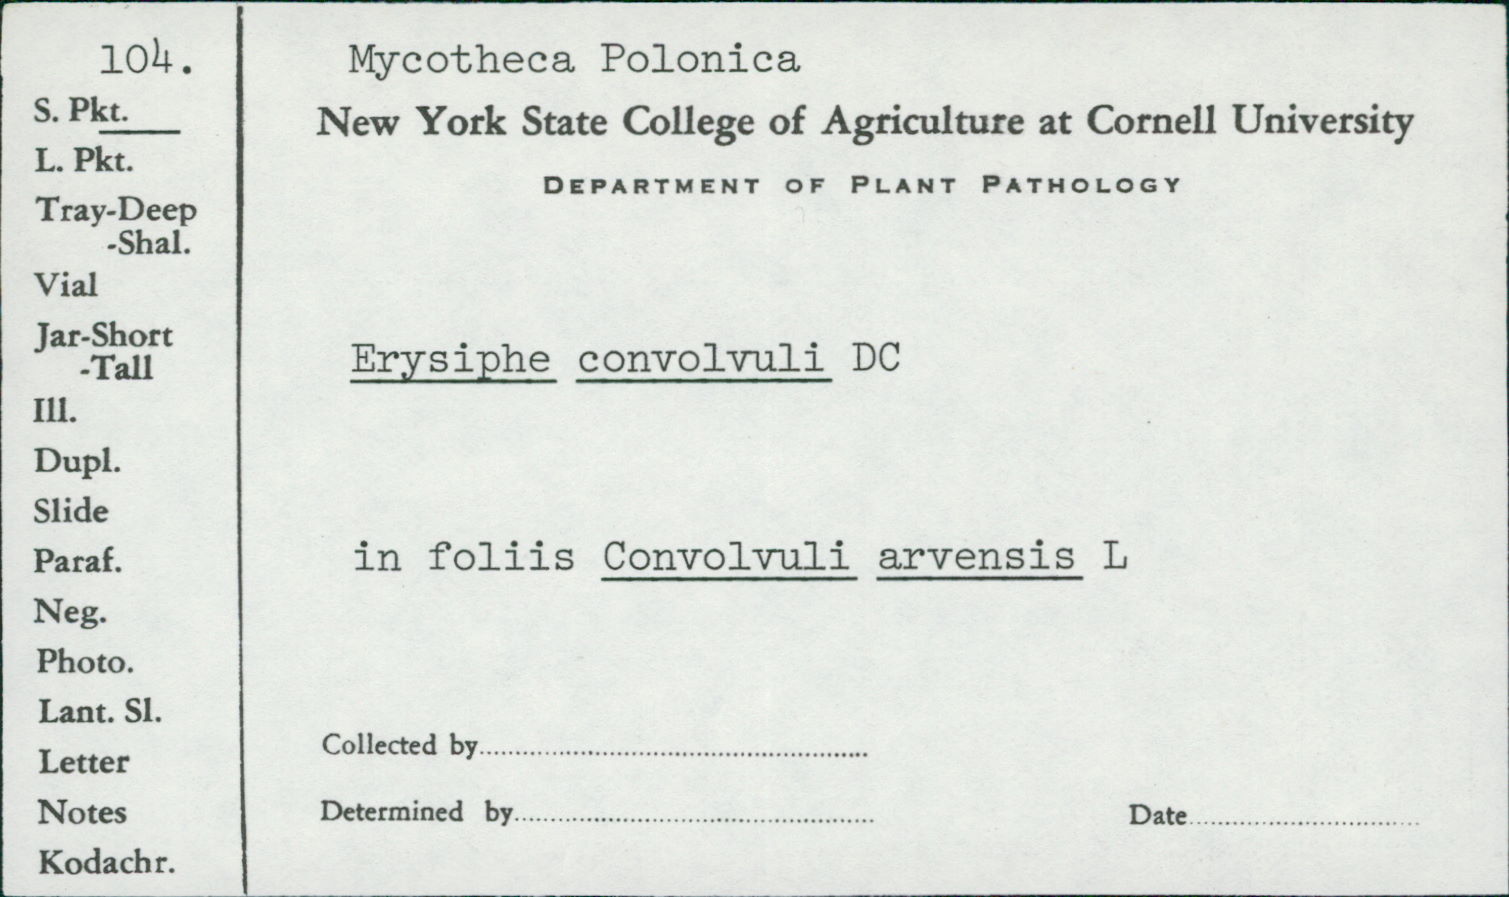 104.
S. Pkt.
L. Pkt.
Tray-Deep
-Shal.
Vial
Jar-Short
-Tall
Ill.
Dupl.
Slide
Paraf.
Neg.
Photo.
Lant. Sl.
Letter
Notes
Kodachr.
Mycotheca Polonica
New York State College of Agriculture at Cornell University
DEPARTMENT OF PLANT PATHOLOGY
Erysiphe convolvuli DC
in foliis Convolvuli arvensis L
Collected by
Determined by
Date